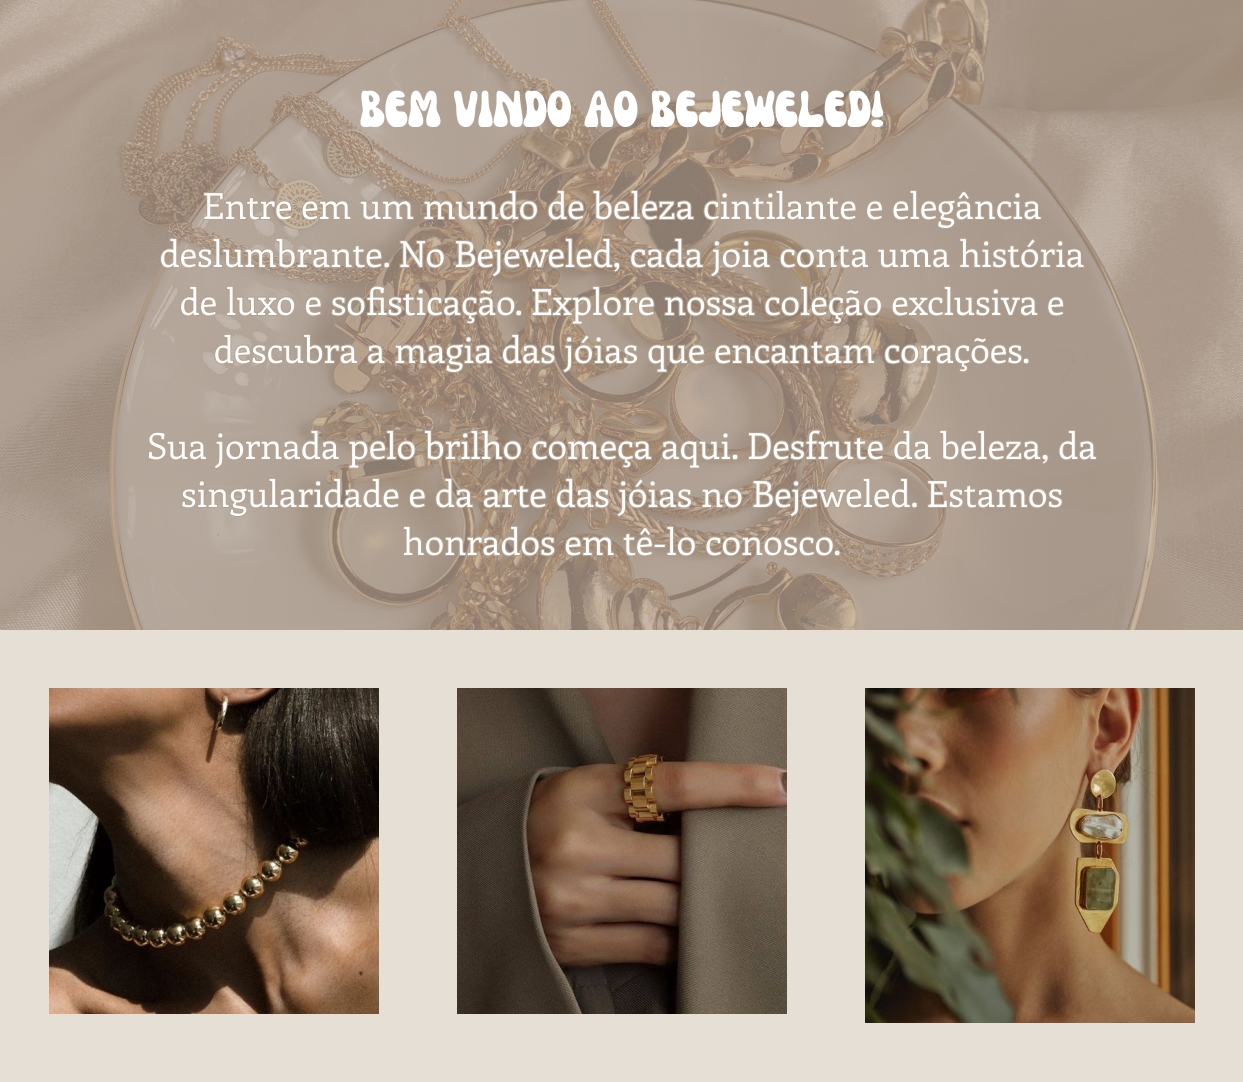 BEM VINDO AO BEJEWELED!
Entre em um mundo de beleza cintilante e elegância
deslumbrante. No Bejeweled, cada joia conta uma história
de luxo e sofisticação. Explore nossa coleção exclusiva e
descubra a magia das jóias que encantam corações.
Sua jornada pelo brilho começa aqui. Desfrute da beleza, da
singularidade e da arte das jóias no Bejeweled. Estamos
honrados em tê-lo conosco.